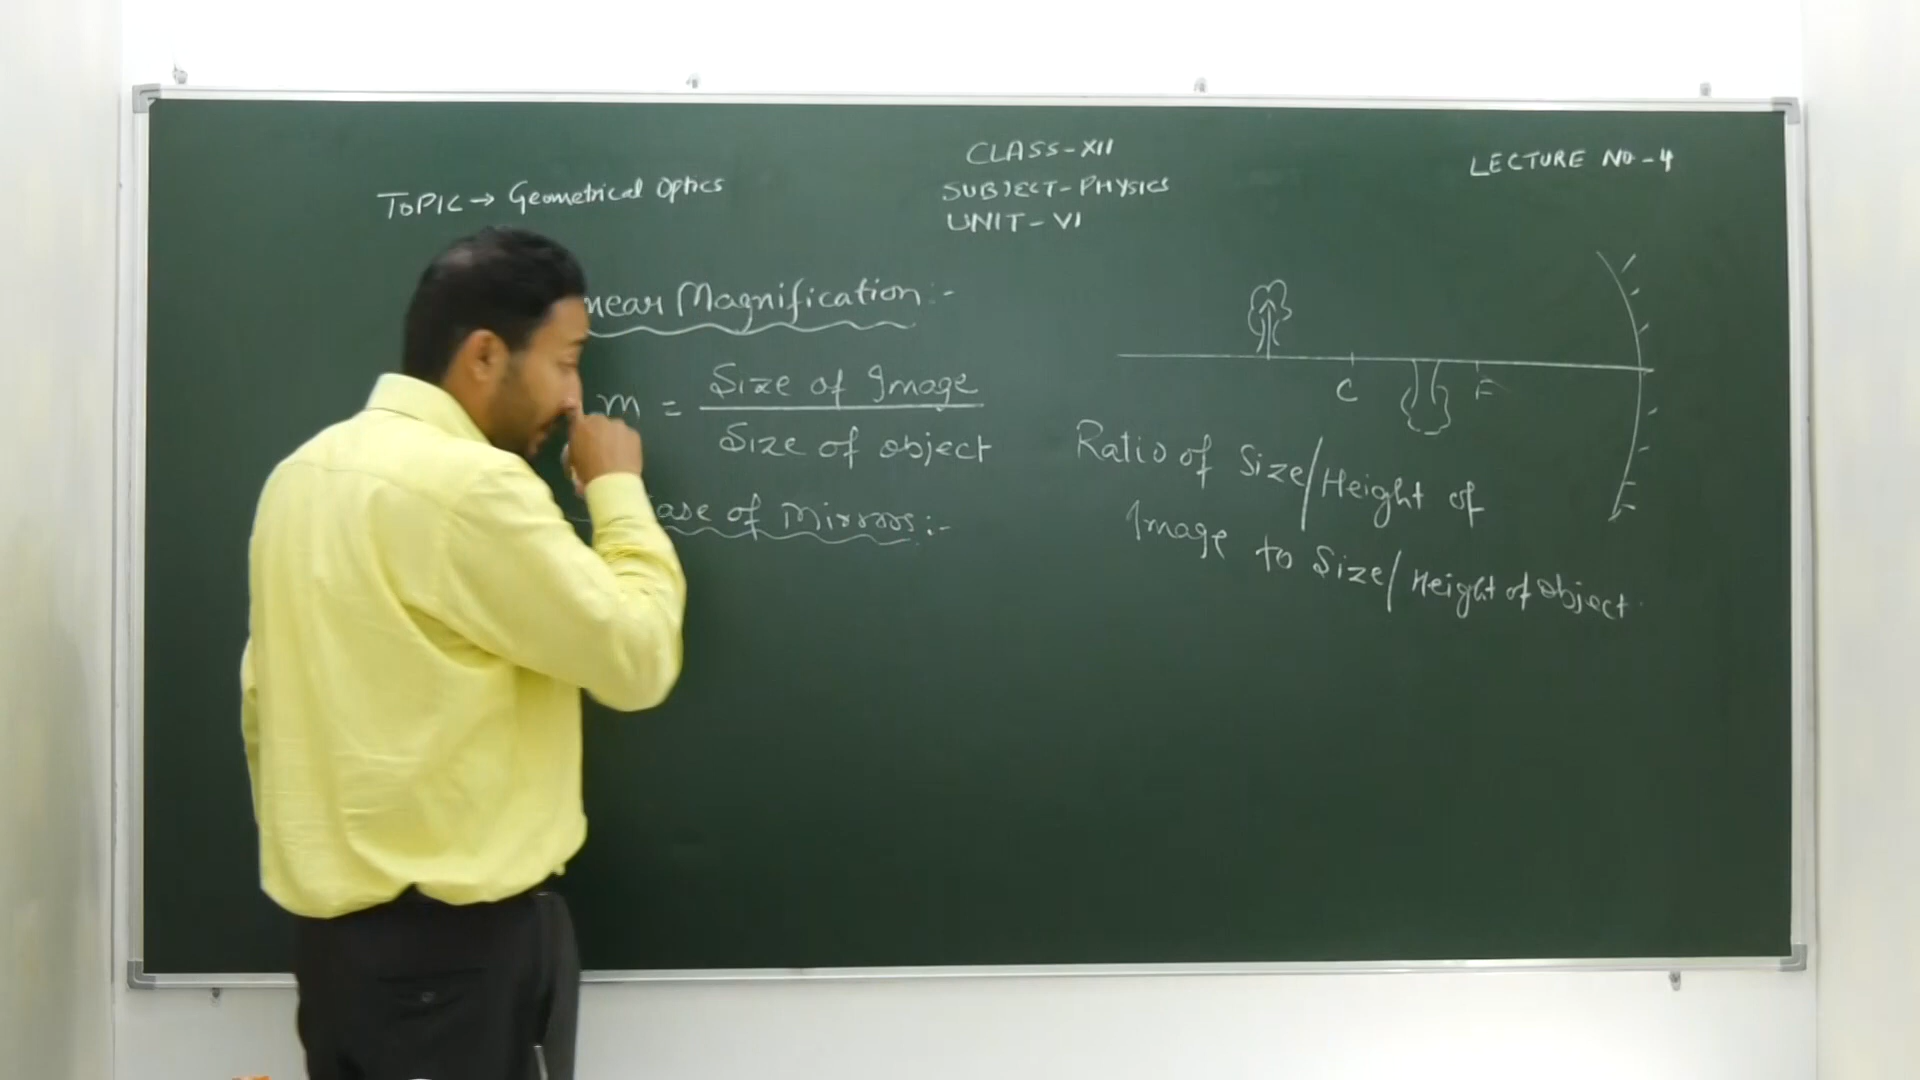 CLASS-XII
LECTURE NO-4
TOPIC → Geometrical Optics
SUBJECT-PHYSICS
UNIT-VI
near Magnification:-
m = Size of Image
Size of object
ase of Mirrors:-
C F
Ratio of Size/Height of
Image to Size/Height of object.